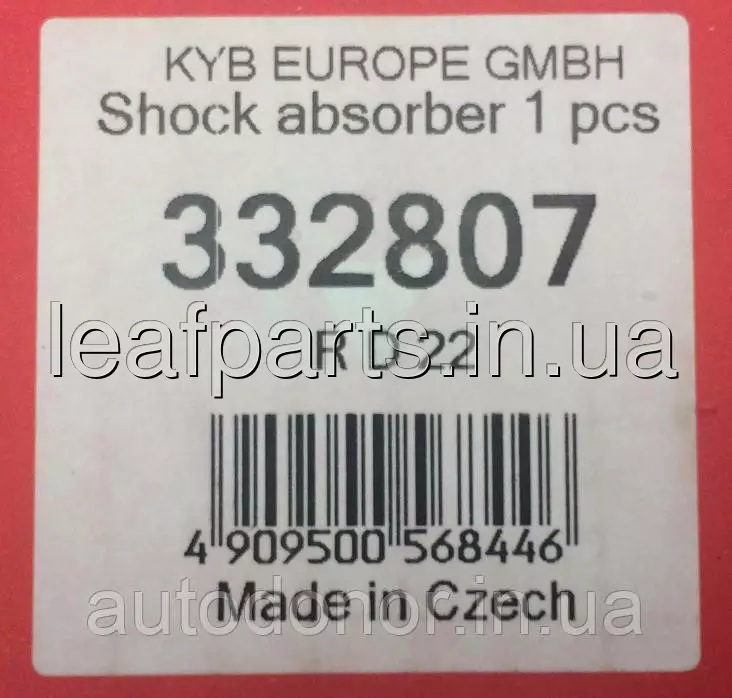 KYB EUROPE GMBH
Shock absorber 1 pcs
332807
leafparts.in.ua
R D 22
4 909500 568446
Made in Czech
autodonor.in.ua